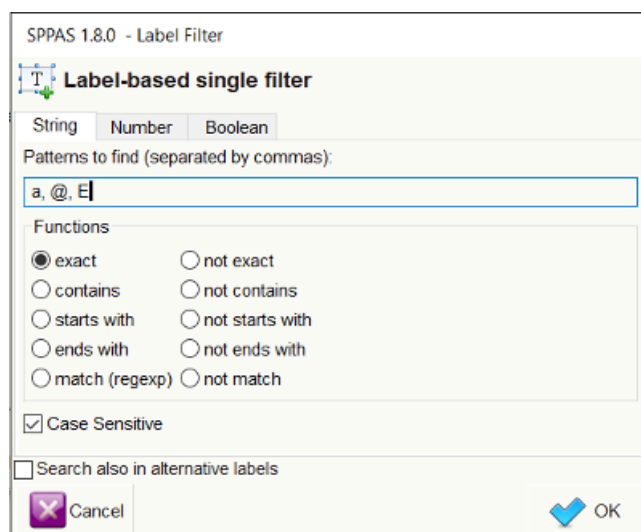 SPPAS 1.8.0 - Label Filter
T Label-based single filter
String Number Boolean
Patterns to find (separated by commas):
a, @, E
Functions
exact not exact
contains not contains
starts with not starts with
ends with not ends with
match (regexp) not match
Case Sensitive
Search also in alternative labels
Cancel OK